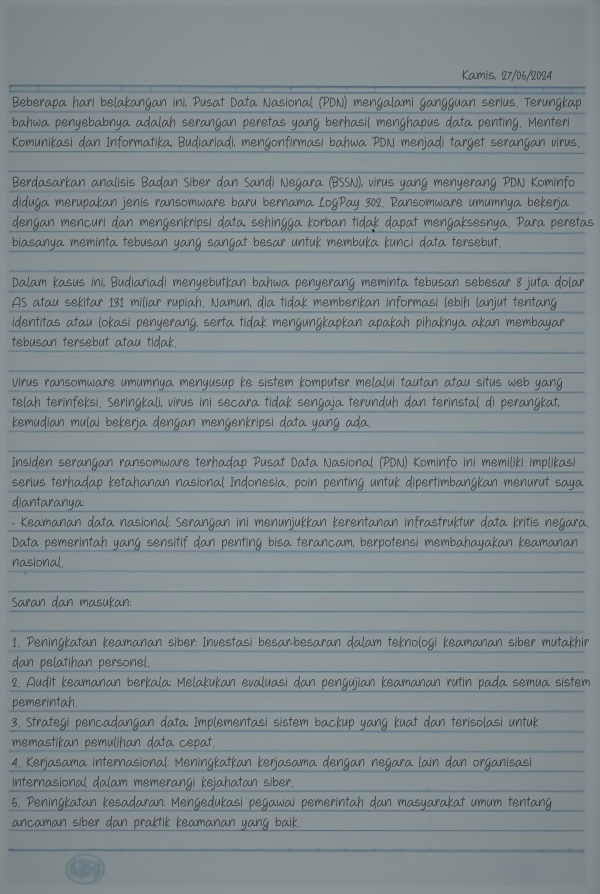 Kamis, 27/06/2024
Beberapa hari belakangan ini, Pusat Data Nasional (PDN) mengalami gangguan serius. Terungkap
bahwa penyebabnya adalah serangan peretas yang berhasil menghapus data penting. Menteri
Komunikasi dan Informatika, Budiariadi, mengonfirmasi bahwa PDN menjadi target serangan virus.
Berdasarkan analisis Badan Siber dan Sandi Negara (BSSN), virus yang menyerang PDN Kominfo
diduga merupakan jenis ransomware baru bernama LogPay 302. Ransomware umumnya bekerja
dengan mencuri dan mengenkripsi data, sehingga korban tidak dapat mengaksesnya. Para peretas
biasanya meminta tebusan yang sangat besar untuk membuka kunci data tersebut.
Dalam kasus ini, Budiariadi menyebutkan bahwa penyerang meminta tebusan sebesar 8 juta dolar
AS atau sekitar 131 miliar rupiah. Namun, dia tidak memberikan informasi lebih lanjut tentang
identitas atau lokasi penyerang, serta tidak mengungkapkan apakah pihaknya akan membayar
tebusan tersebut atau tidak.
Virus ransomware umumnya menyusup ke sistem komputer melalui tautan atau situs web yang
telah terinfeksi. Seringkali, virus ini secara tidak sengaja terunduh dan terinstal di perangkat,
kemudian mulai bekerja dengan mengenkripsi data yang ada.
Insiden serangan ransomware terhadap Pusat Data Nasional (PDN) Kominfo ini memiliki implikasi
serius terhadap ketahanan nasional Indonesia, poin penting untuk dipertimbangkan menurut saya
diantaranya:
- Keamanan data nasional: Serangan ini menunjukkan kerentanan infrastruktur data kritis negara.
Data pemerintah yang sensitif dan penting bisa terancam, berpotensi membahayakan keamanan
nasional.
Saran dan masukan:
1. Peningkatan keamanan siber: Investasi besar-besaran dalam teknologi keamanan siber mutakhir
dan pelatihan personel.
2. Audit keamanan berkala: Melakukan evaluasi dan pengujian keamanan rutin pada semua sistem
pemerintah.
3. Strategi pencadangan data: Implementasi sistem backup yang kuat dan terisolasi untuk
memastikan pemulihan data cepat.
4. Kerjasama internasional: Meningkatkan kerjasama dengan negara lain dan organisasi
internasional dalam memerangi kejahatan siber.
5. Peningkatan kesadaran: Mengedukasi pegawai pemerintah dan masyarakat umum tentang
ancaman siber dan praktik keamanan yang baik.